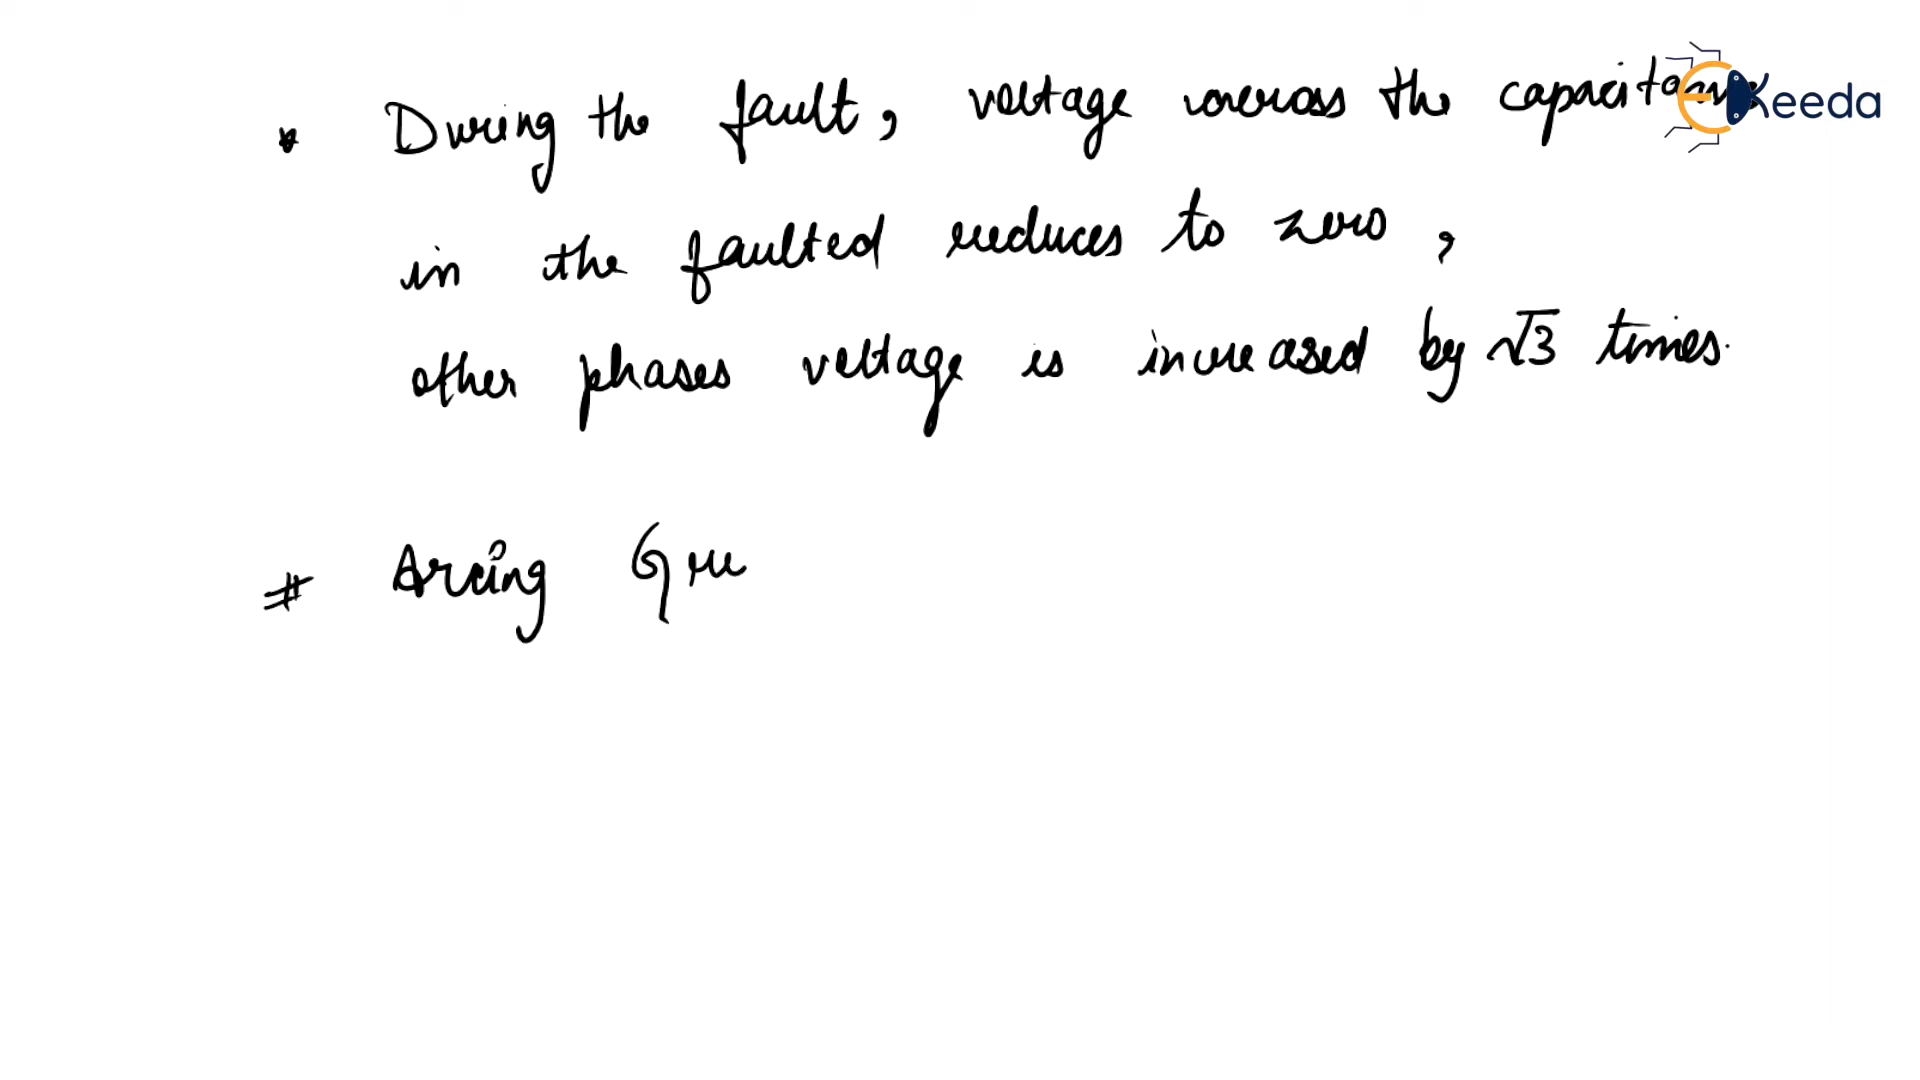 * During the fault, voltage across the capacitance
in the faulted reduces to zero,
other phases voltage is increased by √3 times.
# Arcing Gr
EKeeda